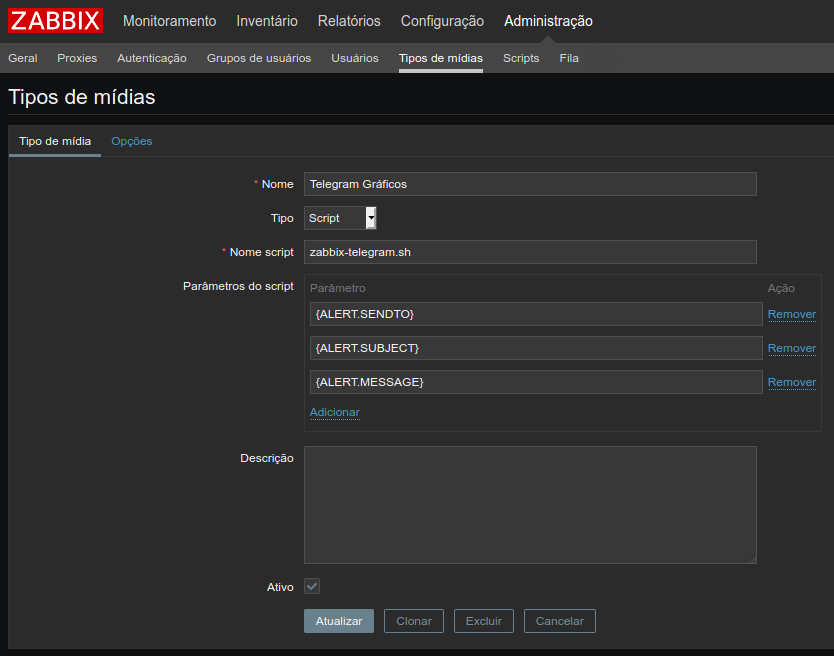 ZABBIX Monitoramento Inventário Relatórios Configuração Administração
Geral Proxies Autenticação Grupos de usuários Usuários Tipos de mídias Scripts Fila
Tipos de mídias
Tipo de mídia Opções
* Nome Telegram Gráficos
Tipo Script
* Nome script zabbix-telegram.sh
Parâmetros do script Parâmetro Ação
{ALERT.SENDTO} Remover
{ALERT.SUBJECT} Remover
{ALERT.MESSAGE} Remover
Adicionar
Descrição
Ativo
Atualizar Clonar Excluir Cancelar